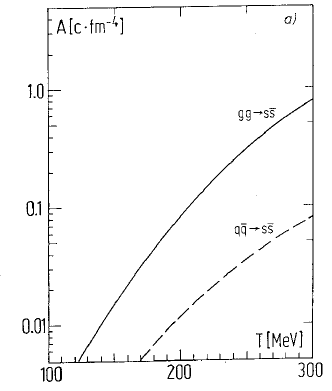 A [c·fm⁻⁴]
a)
1.0
gg→ss̄
0.1
qq̄→ss̄
0.01
T [MeV]
100
200
300